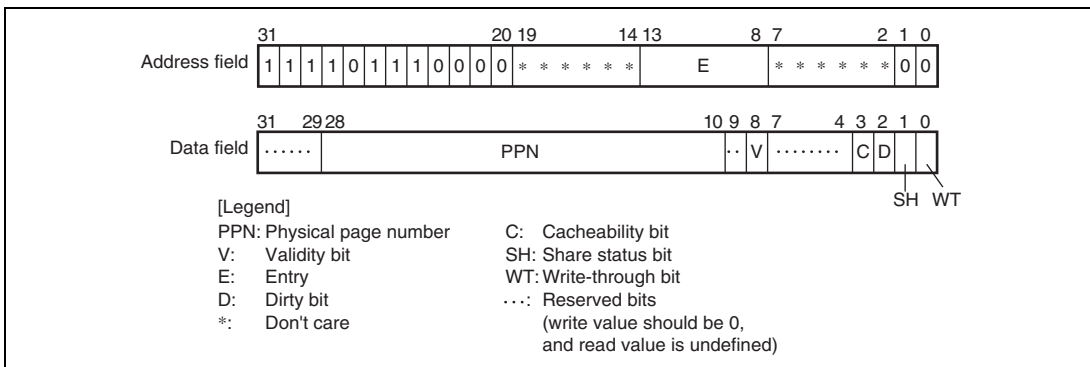 31 20 19 14 13 8 7 2 1 0
Address field 1 1 1 1 0 1 1 1 0 0 0 0 * * * * * * E * * * * * * 0 0
31 29 28 10 9 8 7 4 3 2 1 0
Data field ······ PPN ·· V ········ C D
SH WT
[Legend]
PPN: Physical page number C: Cacheability bit
V: Validity bit SH: Share status bit
E: Entry WT: Write-through bit
D: Dirty bit ···: Reserved bits
*: Don't care (write value should be 0,
and read value is undefined)